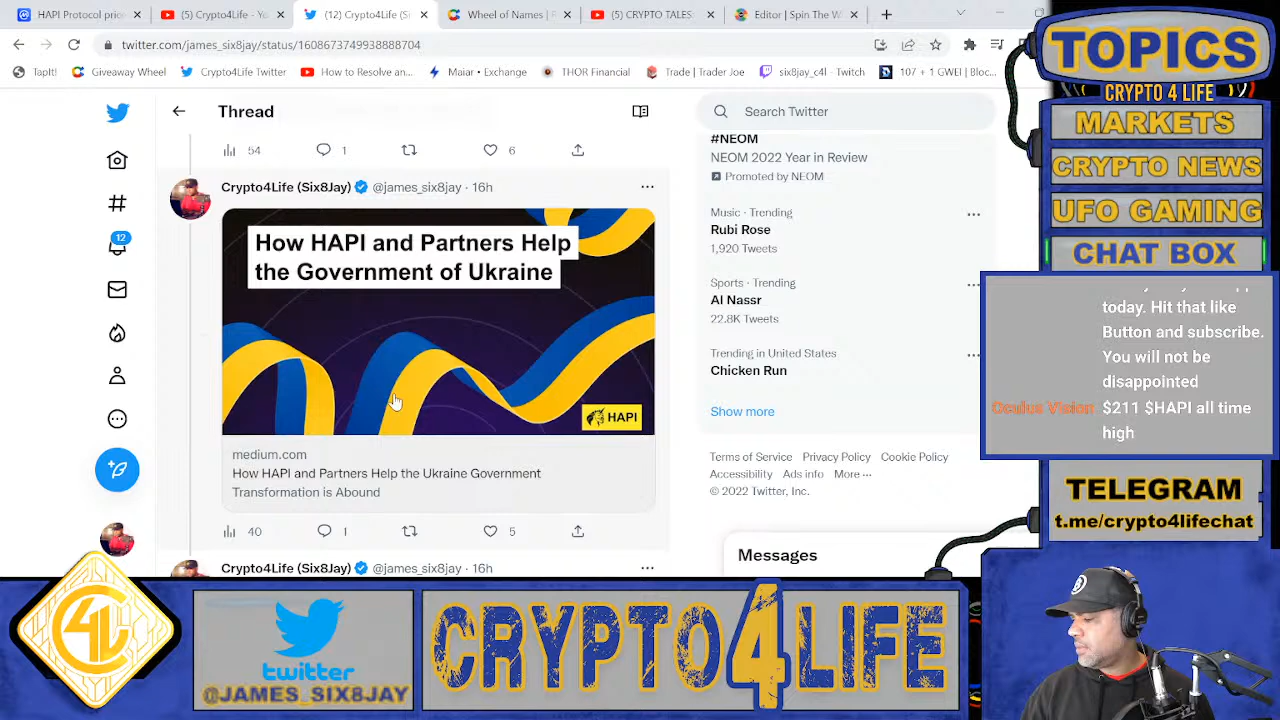 HAPI Protocol price
(5) Crypto4Life - Yo
(12) Crypto4Life (Si
Wheel of Names | R
(5) CRYPTO TALES:
Editor | Spin The W
twitter.com/james_six8jay/status/1608673749938888704
TapIt!
Giveaway Wheel
Crypto4Life Twitter
How to Resolve an...
Maiar • Exchange
THOR Financial
Trade | Trader Joe
six8jay_c4l - Twitch
107 + 1 GWEI | Bloc...
Thread
Search Twitter
54
1
6
Crypto4Life (Six8Jay) @james_six8jay · 16h
How HAPI and Partners Help
the Government of Ukraine
HAPI
medium.com
How HAPI and Partners Help the Ukraine Government
Transformation is Abound
40
1
5
Crypto4Life (Six8Jay) @james_six8jay · 16h
12
#NEOM
NEOM 2022 Year in Review
Promoted by NEOM
Music · Trending
Rubi Rose
1,920 Tweets
Sports · Trending
Al Nassr
22.8K Tweets
Trending in United States
Chicken Run
Show more
Terms of Service Privacy Policy Cookie Policy
Accessibility Ads info More ···
© 2022 Twitter, Inc.
Messages
TOPICS
CRYPTO 4 LIFE
MARKETS
CRYPTO NEWS
UFO GAMING
CHAT BOX
today. Hit that like
Button and subscribe.
You will not be
disappointed
Oculus Vision $211 $HAPI all time
high
TELEGRAM
t.me/crypto4lifechat
C4L
twitter
@JAMES_SIX8JAY
CRYPTO4LIFE